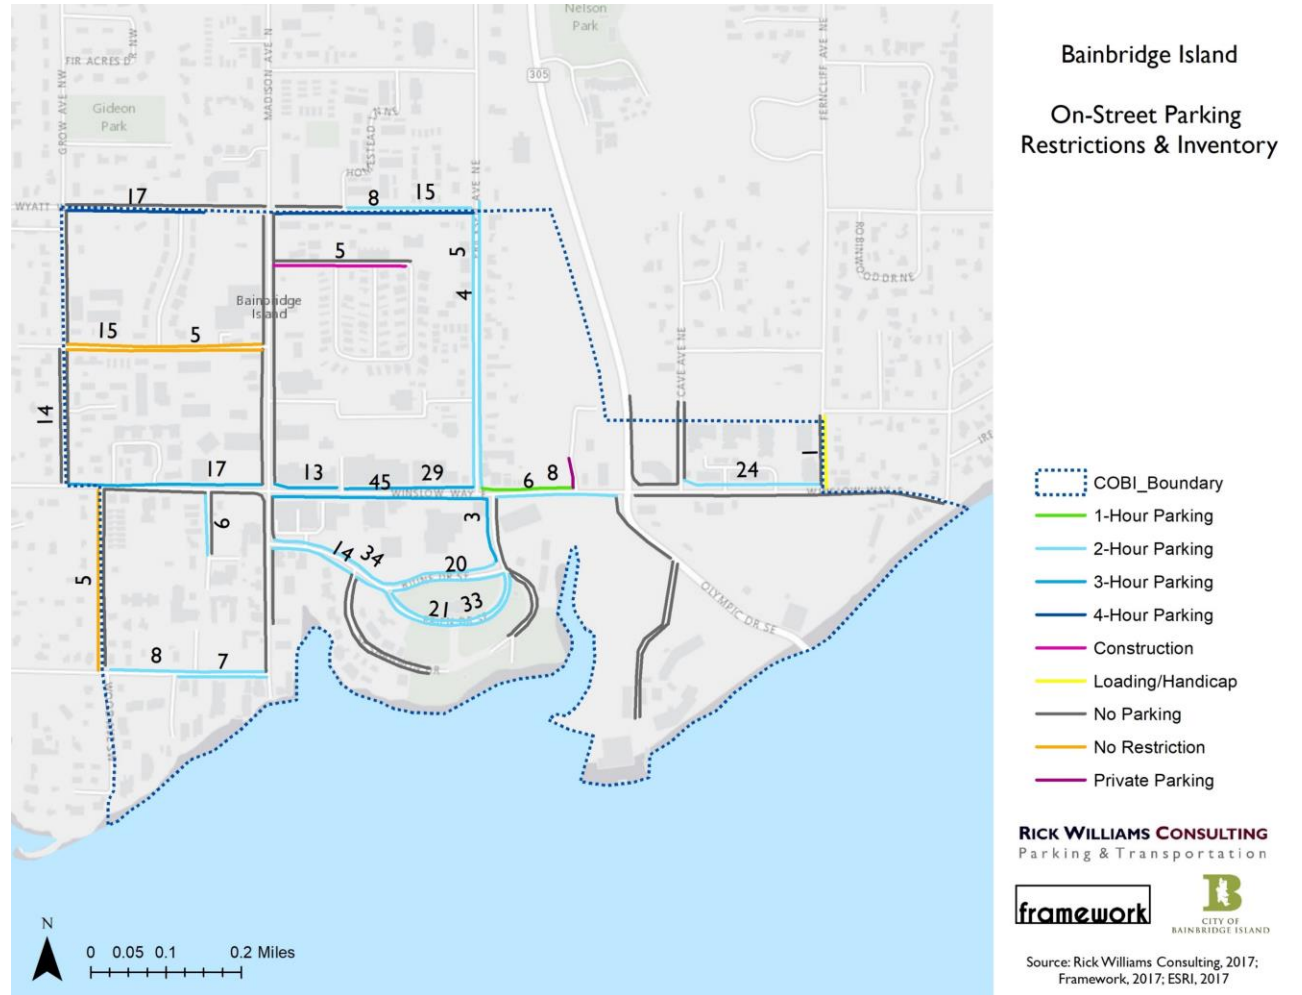 Nelson
Park
305
FIR ACRES D
R NW
GROW AVE NW
MADISON AVE N
FERNCLIFF AVE NE
Gideon
Park
AVE NE
WYATT
17
8
15
5
5
4
Bainbridge
Island
15
5
CAVE AVE NE
14
17
13
45
29
6
8
24
1
WINSLOW WAY
6
3
14
34
20
21
33
OLYMPIC DR SE
5
8
7
N
0 0.05 0.1 0.2 Miles
Bainbridge Island
On-Street Parking
Restrictions & Inventory
COBI_Boundary
1-Hour Parking
2-Hour Parking
3-Hour Parking
4-Hour Parking
Construction
Loading/Handicap
No Parking
No Restriction
Private Parking
RICK WILLIAMS CONSULTING
Parking & Transportation
framework
B
CITY OF
BAINBRIDGE ISLAND
Source: Rick Williams Consulting, 2017;
Framework, 2017; ESRI, 2017